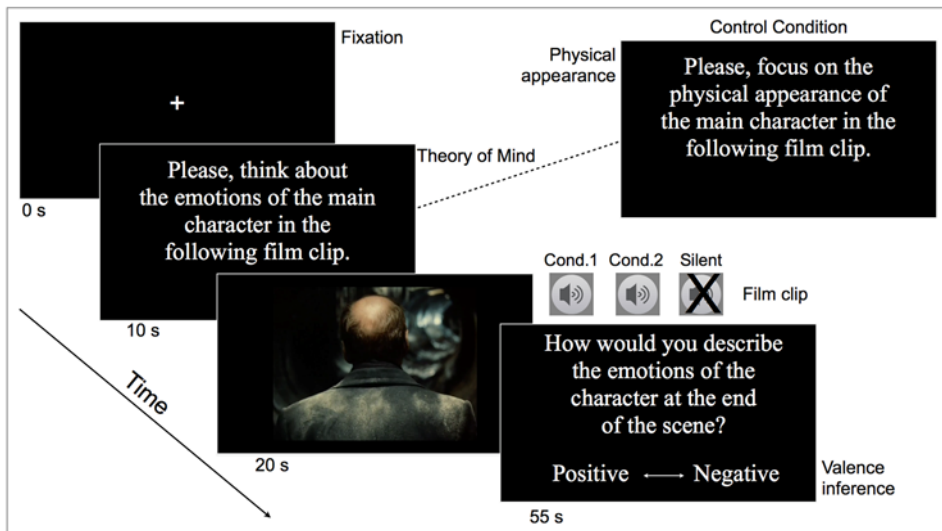 Fixation
+
0 s
Control Condition
Physical
appearance
Please, focus on the
physical appearance of
the main character in the
following film clip.
Theory of Mind
Please, think about
the emotions of the main
character in the
following film clip.
10 s
Cond.1 Cond.2 Silent
Film clip
20 s
Time
How would you describe
the emotions of the
character at the end
of the scene?
Positive ⟷ Negative
Valence
inference
55 s